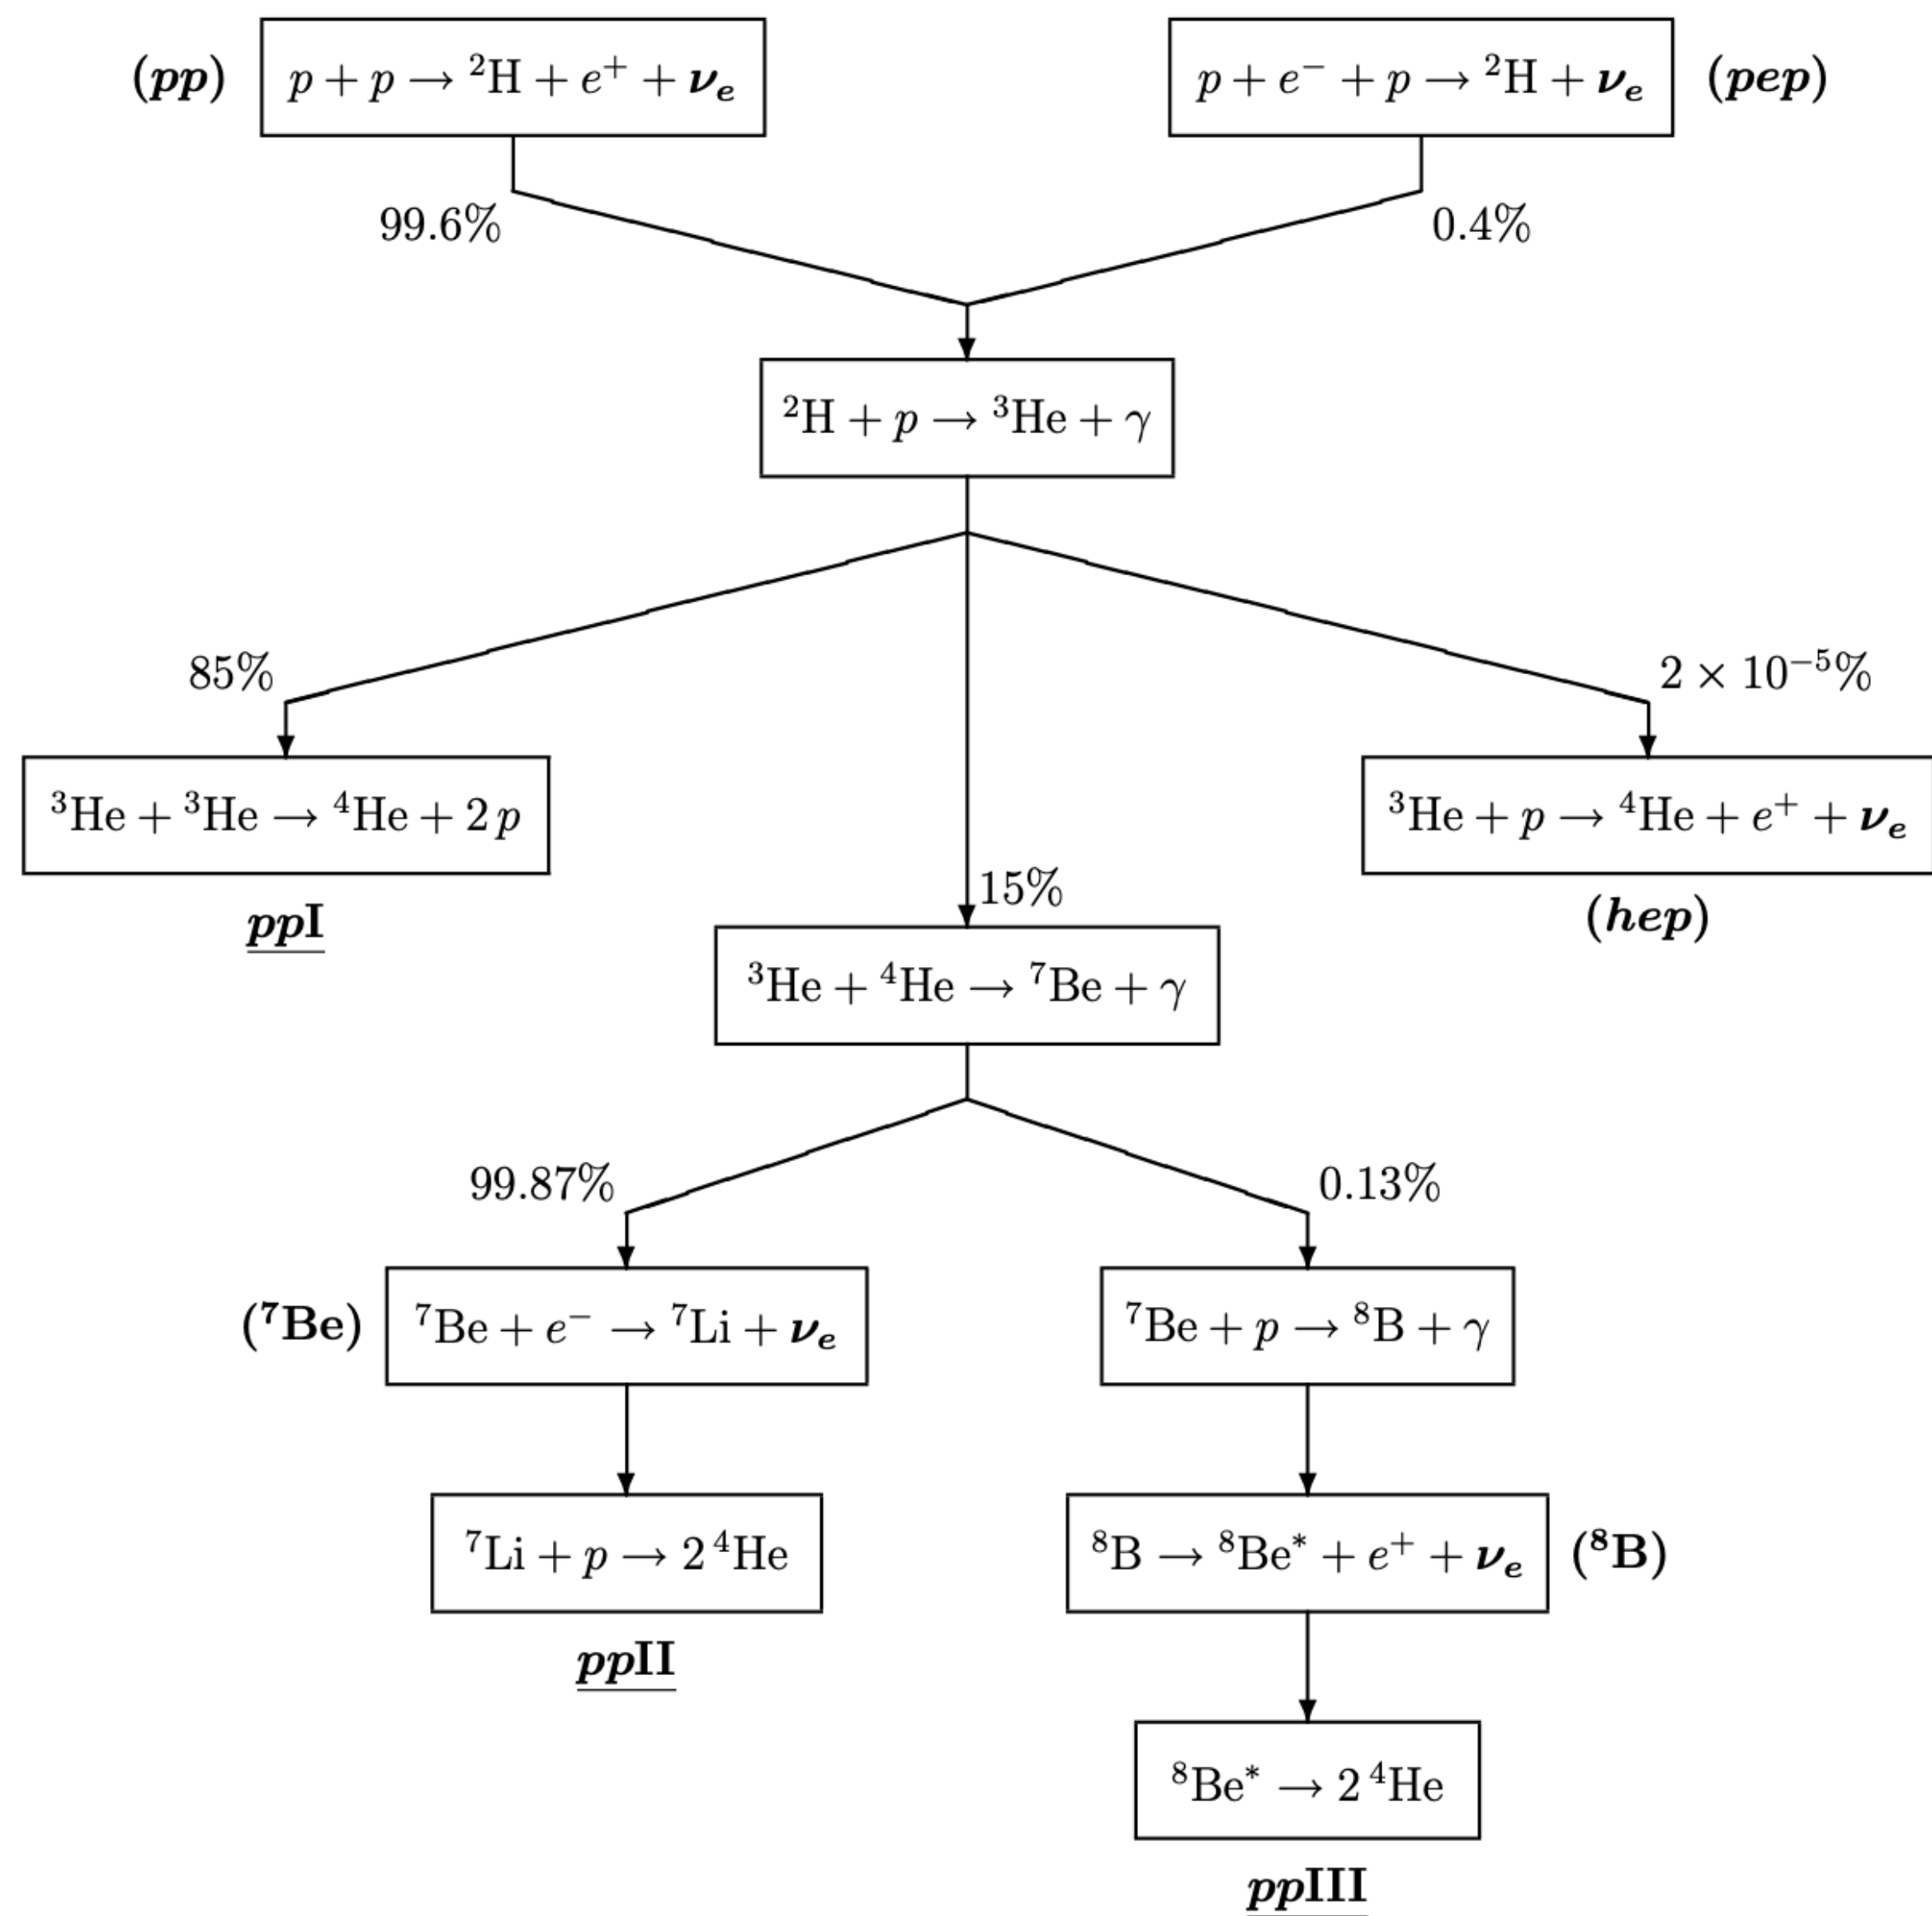 (pp) p + p → ²H + e⁺ + νₑ
p + e⁻ + p → ²H + νₑ (pep)
99.6%
0.4%
²H + p → ³He + γ
85%
2 × 10⁻⁵%
³He + ³He → ⁴He + 2 p
³He + p → ⁴He + e⁺ + νₑ
15%
ppI
(hep)
³He + ⁴He → ⁷Be + γ
99.87%
0.13%
(⁷Be) ⁷Be + e⁻ → ⁷Li + νₑ
⁷Be + p → ⁸B + γ
⁷Li + p → 2 ⁴He
⁸B → ⁸Be* + e⁺ + νₑ (⁸B)
ppII
⁸Be* → 2 ⁴He
ppIII